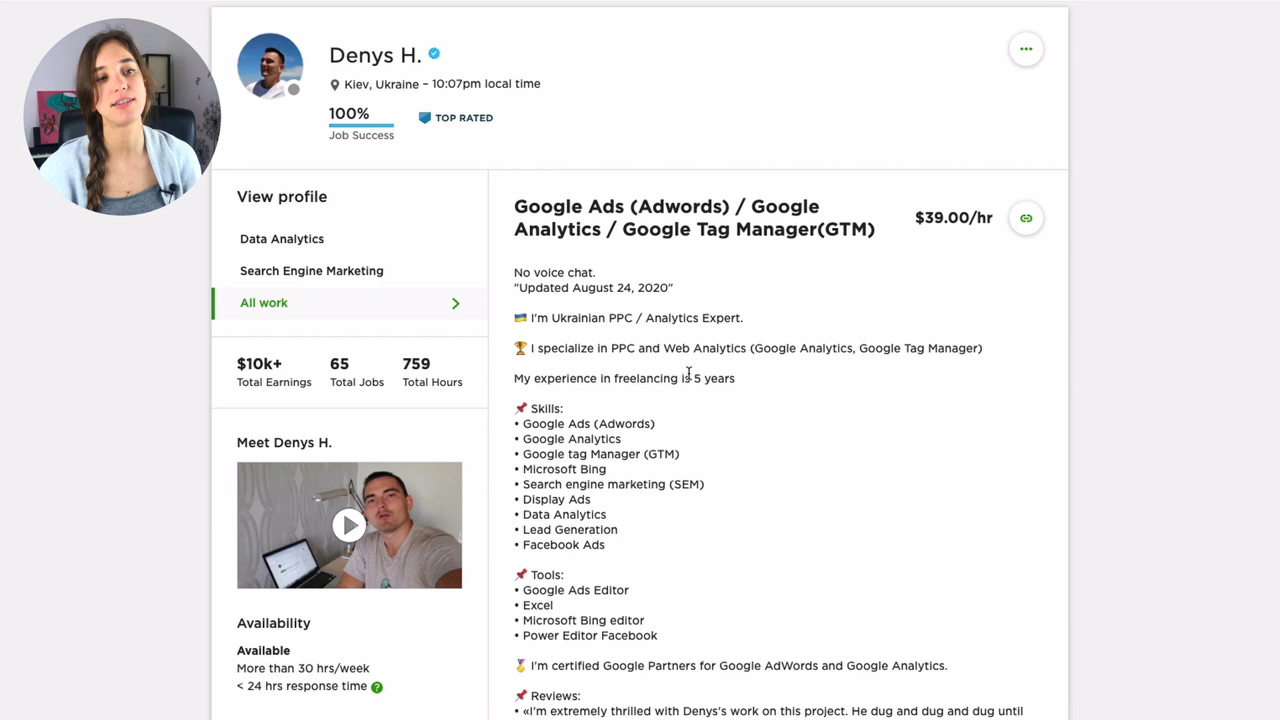 Denys H.
Kiev, Ukraine – 10:07pm local time
100%
Job Success
TOP RATED
View profile
Data Analytics
Search Engine Marketing
All work
$10k+
Total Earnings
65
Total Jobs
759
Total Hours
Meet Denys H.
Availability
Available
More than 30 hrs/week
< 24 hrs response time ?
Google Ads (Adwords) / Google
Analytics / Google Tag Manager(GTM)
$39.00/hr
No voice chat.
"Updated August 24, 2020"
🇺🇦 I'm Ukrainian PPC / Analytics Expert.
🏆 I specialize in PPC and Web Analytics (Google Analytics, Google Tag Manager)
My experience in freelancing is 5 years
📌 Skills:
• Google Ads (Adwords)
• Google Analytics
• Google tag Manager (GTM)
• Microsoft Bing
• Search engine marketing (SEM)
• Display Ads
• Data Analytics
• Lead Generation
• Facebook Ads
📌 Tools:
• Google Ads Editor
• Excel
• Microsoft Bing editor
• Power Editor Facebook
🏅 I'm certified Google Partners for Google AdWords and Google Analytics.
📌 Reviews:
• «I'm extremely thrilled with Denys's work on this project. He dug and dug and dug until